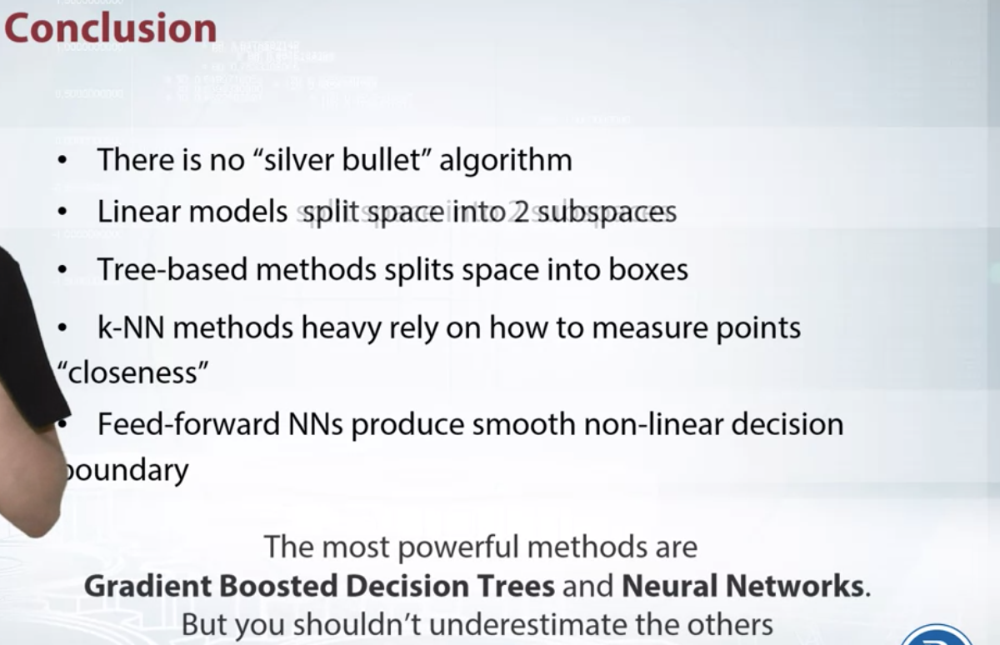 Conclusion
• There is no “silver bullet” algorithm
• Linear models split space into 2 subspaces
• Tree-based methods splits space into boxes
• k-NN methods heavy rely on how to measure points
“closeness”
• Feed-forward NNs produce smooth non-linear decision
boundary
The most powerful methods are
Gradient Boosted Decision Trees and Neural Networks.
But you shouldn’t underestimate the others